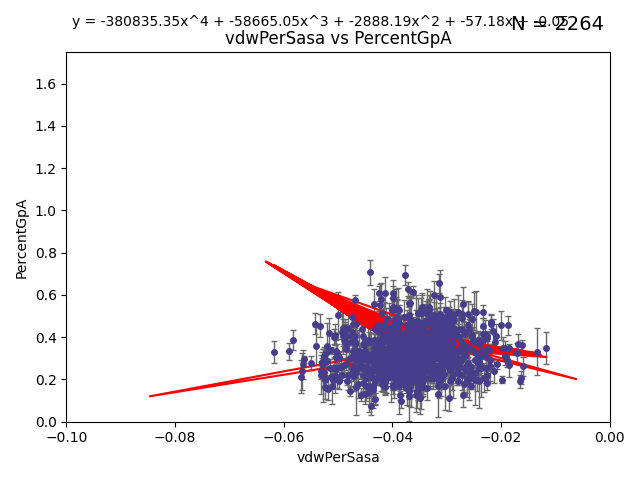 y = -380835.35x^4 + -58665.05x^3 + -2888.19x^2 + -57.18x + -0.05
N = 2264
vdwPerSasa vs PercentGpA
PercentGpA
1.6
1.4
1.2
1.0
0.8
0.6
0.4
0.2
0.0
−0.10 −0.08 −0.06 −0.04 −0.02 0.00
vdwPerSasa